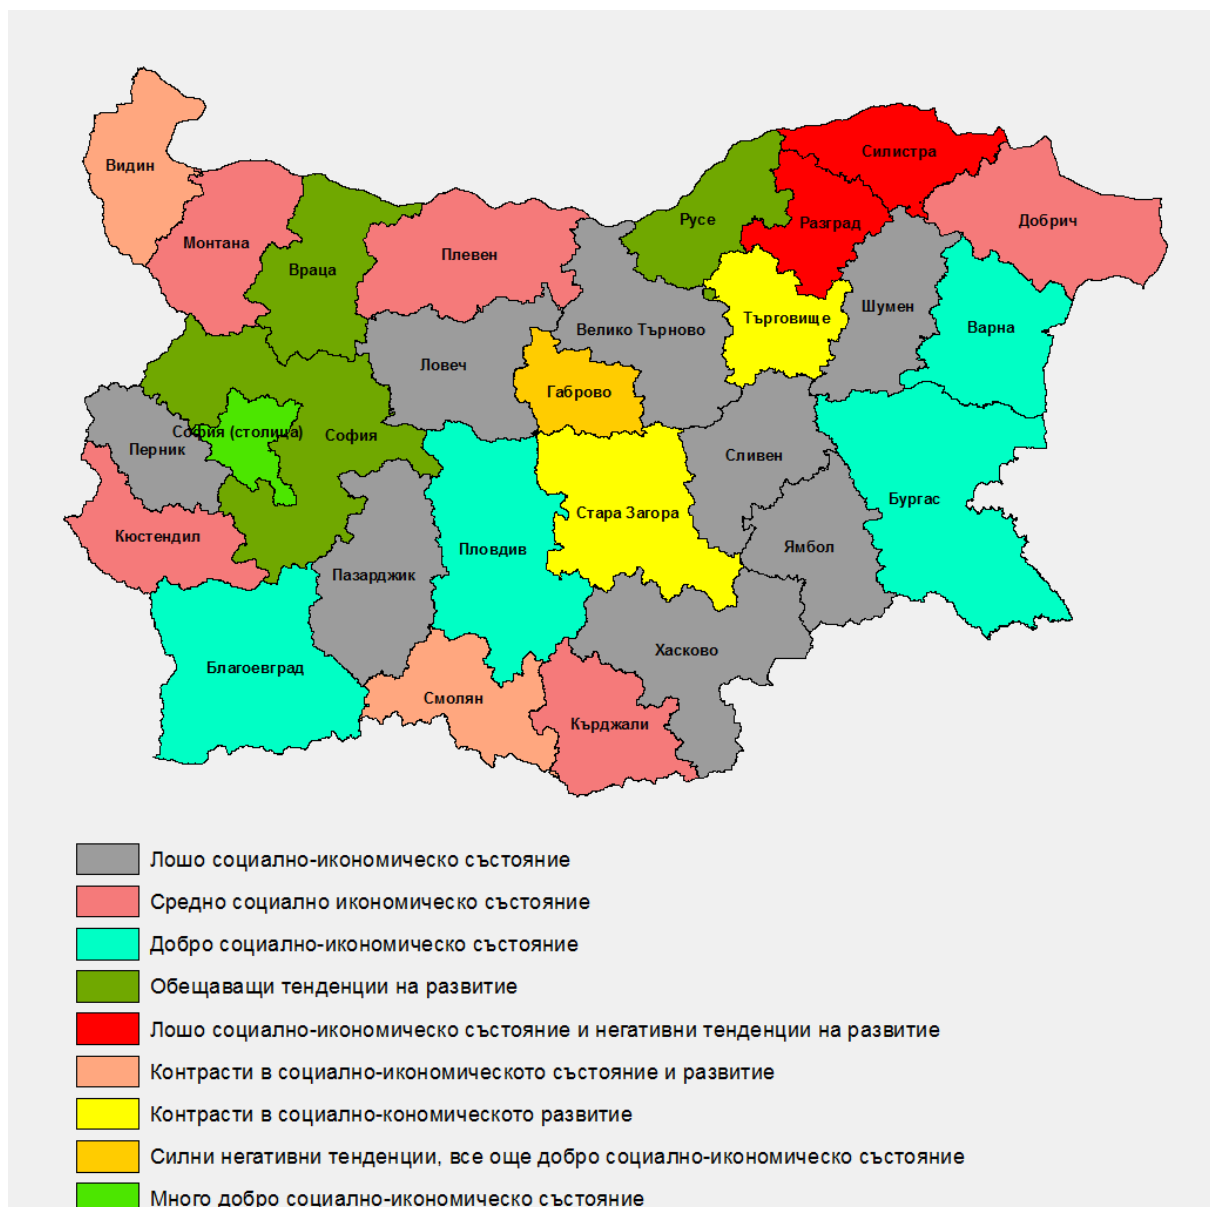 Силистра
Видин
Русе
Разград
Добрич
Монтана
Плевен
Враца
Шумен
Търговище
Варна
Велико Търново
Ловеч
Габрово
София (столица)
София
Перник
Сливен
Бургас
Стара Загора
Кюстендил
Ямбол
Пловдив
Пазарджик
Хасково
Благоевград
Смолян
Кърджали
Лошо социално-икономическо състояние
Средно социално икономическо състояние
Добро социално-икономическо състояние
Обещаващи тенденции на развитие
Лошо социално-икономическо състояние и негативни тенденции на развитие
Контрасти в социално-икономическото състояние и развитие
Контрасти в социално-кономическото развитие
Силни негативни тенденции, все още добро социално-икономическо състояние
Много добро социално-икономическо състояние